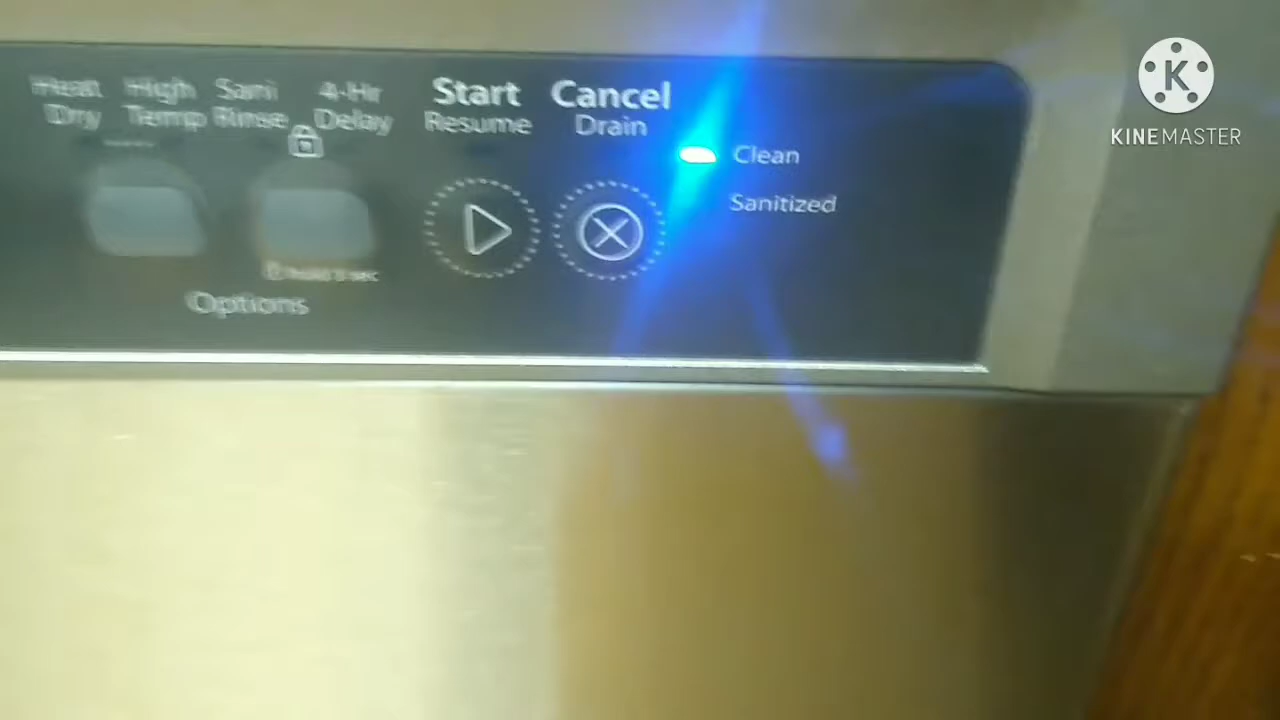 Heat Dry
High Temp
Sani Rinse
4-Hr Delay
Start
Resume
Cancel
Drain
Clean
Sanitized
Options
K
KINEMASTER